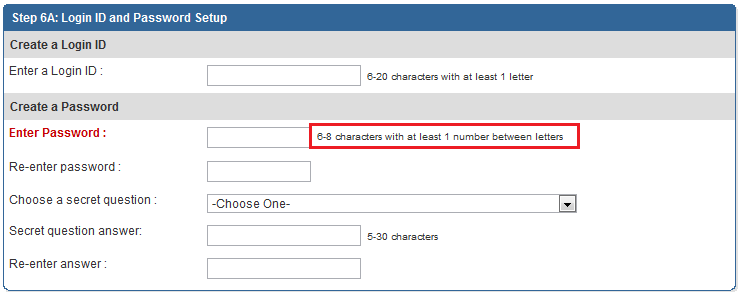 Step 6A: Login ID and Password Setup
Create a Login ID
Enter a Login ID : 6-20 characters with at least 1 letter
Create a Password
Enter Password : 6-8 characters with at least 1 number between letters
Re-enter password :
Choose a secret question : -Choose One-
Secret question answer: 5-30 characters
Re-enter answer :